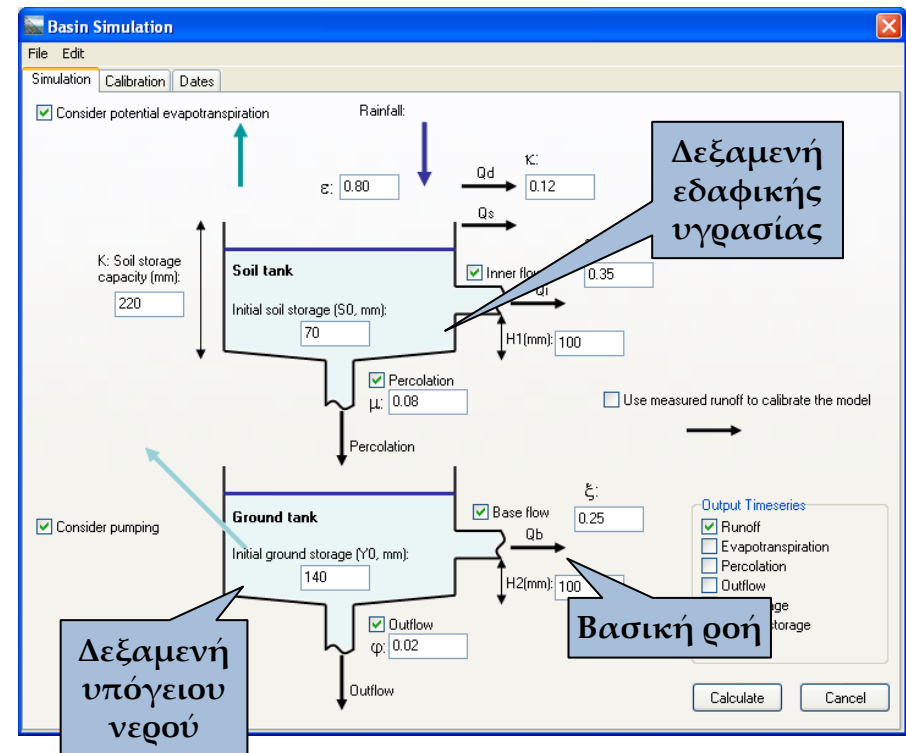 Basin Simulation
File Edit
Simulation Calibration Dates
Consider potential evapotranspiration
Rainfall:
Δεξαμενή
εδαφικής
υγρασίας
ε: 0.80
Qd
κ:
0.12
Qs
K: Soil storage
capacity (mm):
220
Soil tank
Inner flow
0.35
Qi
Initial soil storage (S0, mm):
70
H1(mm): 100
Percolation
μ: 0.08
Use measured runoff to calibrate the model
Percolation
Consider pumping
Ground tank
Base flow
ξ:
0.25
Qb
Initial ground storage (Y0, mm):
140
H2(mm): 100
Output Timeseries
Runoff
Evapotranspiration
Percolation
Outflow
storage
Βασική ροή
Outflow
φ: 0.02
Δεξαμενή
υπόγειου
νερού
Outflow
Calculate Cancel